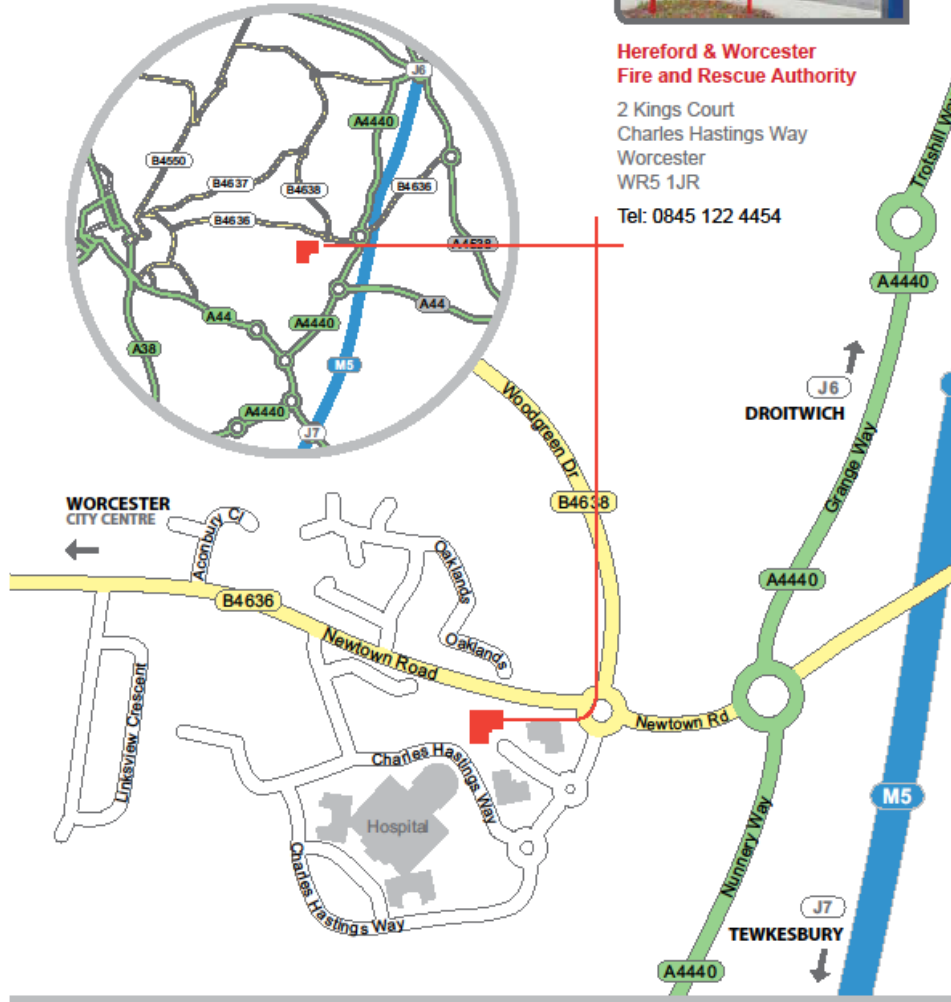 J6
A4440
B4550
B4637
B4638
B4636
B4636
A4538
A44
A44
A4440
A38
M5
A4440
J7
Hereford & Worcester
Fire and Rescue Authority
2 Kings Court
Charles Hastings Way
Worcester
WR5 1JR
Tel: 0845 122 4454
A4440
J6
DROITWICH
Woodgreen Dr
B4638
Grange Way
A4440
WORCESTER
CITY CENTRE
Aconbury Cl
Oaklands
Oaklands
B4636
Newtown Road
Newtown Rd
Linksview Crescent
Charles Hastings Way
Hospital
Charles Hastings Way
M5
Nunnery Way
J7
TEWKESBURY
A4440